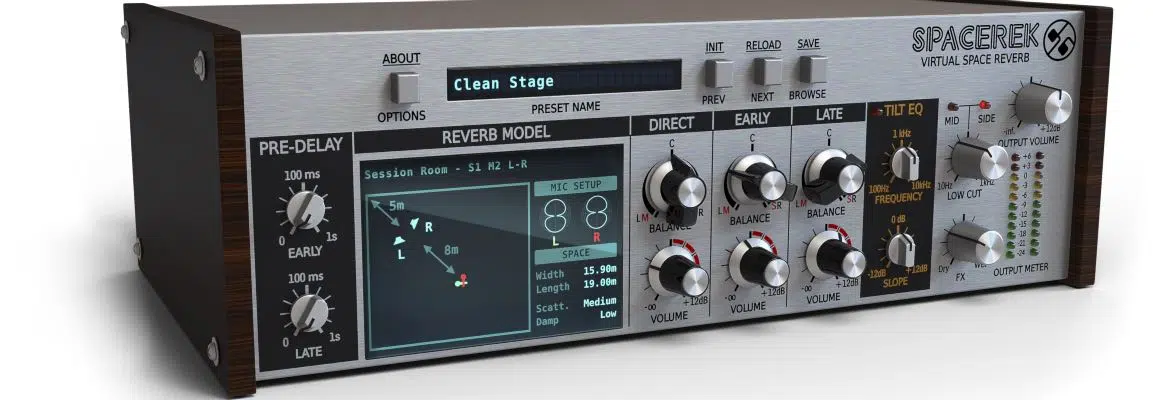 ABOUT
OPTIONS
Clean Stage
PRESET NAME
INIT
PREV
RELOAD
NEXT
SAVE
BROWSE
SPACEREK
VIRTUAL SPACE REVERB
PRE-DELAY
100 ms
0
1s
EARLY
100 ms
0
1s
LATE
REVERB MODEL
Session Room - S1 M2 L-R
5m
R
L
8m
MIC SETUP
L
R
SPACE
Width 15.90m
Length 19.00m
Scatt. Medium
Damp Low
DIRECT
C
LM
R
BALANCE
-∞
+12dB
VOLUME
EARLY
C
LM
SR
BALANCE
-∞
+12dB
VOLUME
LATE
C
LM
SR
BALANCE
-∞
+12dB
VOLUME
TILT EQ
1 kHz
100Hz
10kHz
FREQUENCY
0 dB
-12dB
+12dB
SLOPE
MID
SIDE
-inf.
+12dB
OUTPUT VOLUME
10Hz
1kHz
LOW CUT
Dry
FX
+6
+3
0
-3
-6
-9
-12
-15
-18
-21
-24
OUTPUT METER